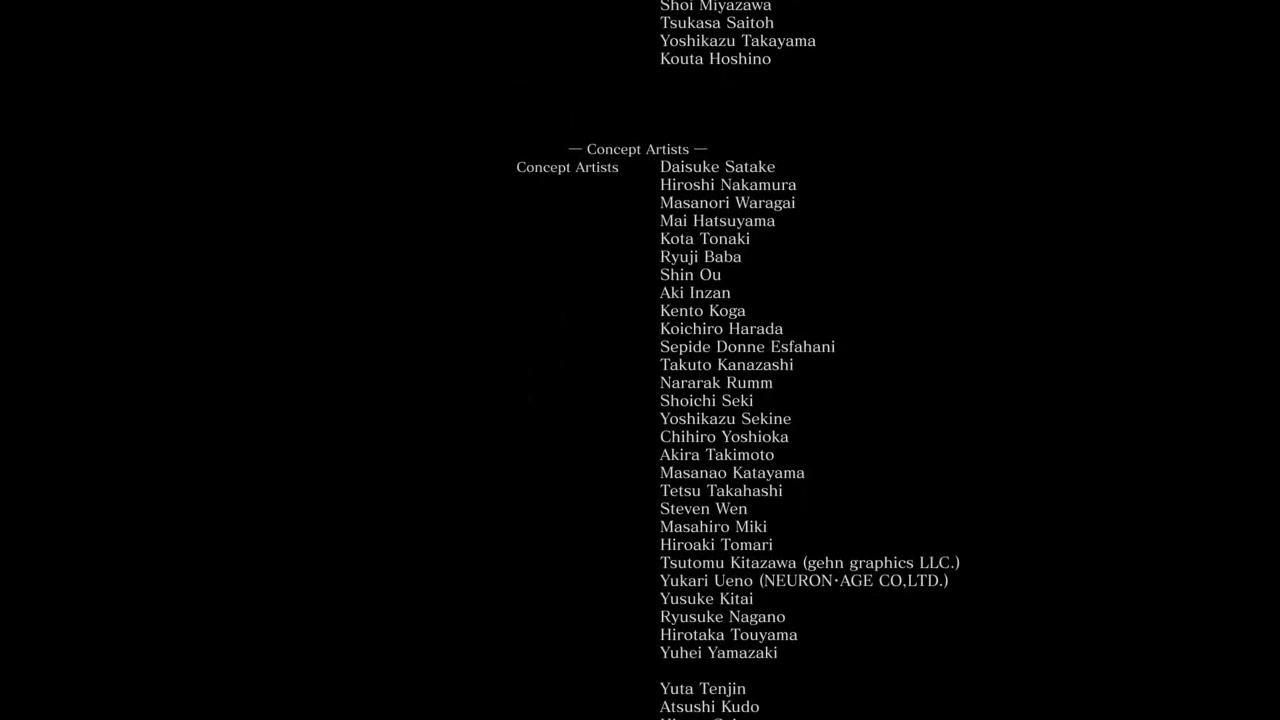 Shoi Miyazawa
Tsukasa Saitoh
Yoshikazu Takayama
Kouta Hoshino
— Concept Artists —
Concept Artists Daisuke Satake
Hiroshi Nakamura
Masanori Waragai
Mai Hatsuyama
Kota Tonaki
Ryuji Baba
Shin Ou
Aki Inzan
Kento Koga
Koichiro Harada
Sepide Donne Esfahani
Takuto Kanazashi
Nararak Rumm
Shoichi Seki
Yoshikazu Sekine
Chihiro Yoshioka
Akira Takimoto
Masanao Katayama
Tetsu Takahashi
Steven Wen
Masahiro Miki
Hiroaki Tomari
Tsutomu Kitazawa (gehn graphics LLC.)
Yukari Ueno (NEURON･AGE CO,LTD.)
Yusuke Kitai
Ryusuke Nagano
Hirotaka Touyama
Yuhei Yamazaki
Yuta Tenjin
Atsushi Kudo